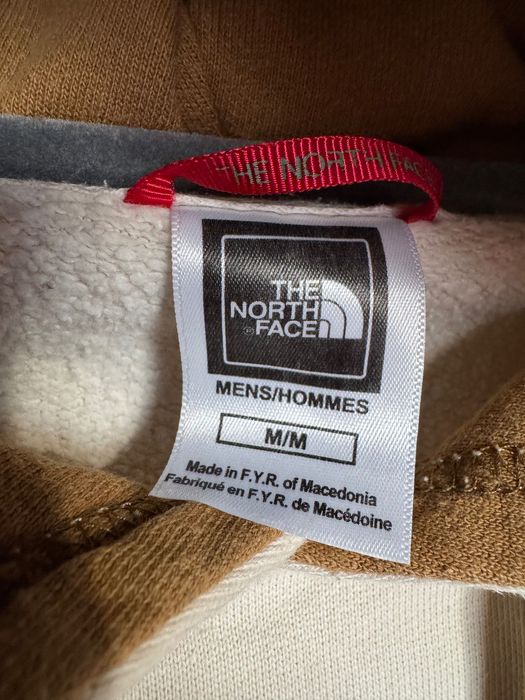 THE NORTH FACE
THE
NORTH
FACE
MENS/HOMMES
M/M
Made in F.Y.R. of Macedonia
Fabriqué en F.Y.R. de Macédoine